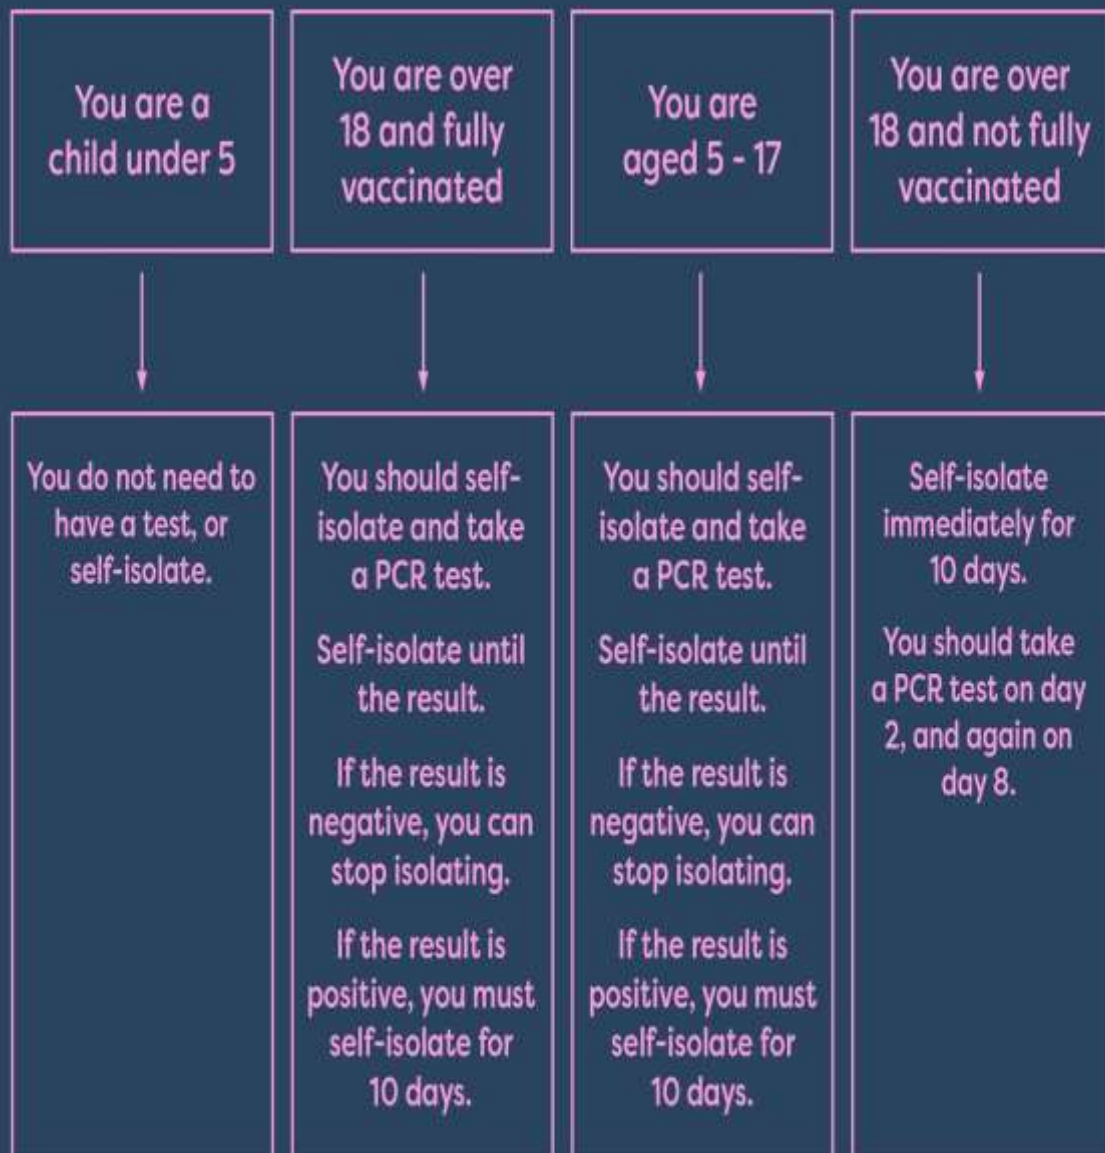 You are a
child under 5
You do not need to
have a test, or
self-isolate.
You are over
18 and fully
vaccinated
You should self-
isolate and take
a PCR test.
Self-isolate until
the result.
If the result is
negative, you can
stop isolating.
If the result is
positive, you must
self-isolate for
10 days.
You are
aged 5 - 17
You should self-
isolate and take
a PCR test.
Self-isolate until
the result.
If the result is
negative, you can
stop isolating.
If the result is
positive, you must
self-isolate for
10 days.
You are over
18 and not fully
vaccinated
Self-isolate
immediately for
10 days.
You should take
a PCR test on day
2, and again on
day 8.